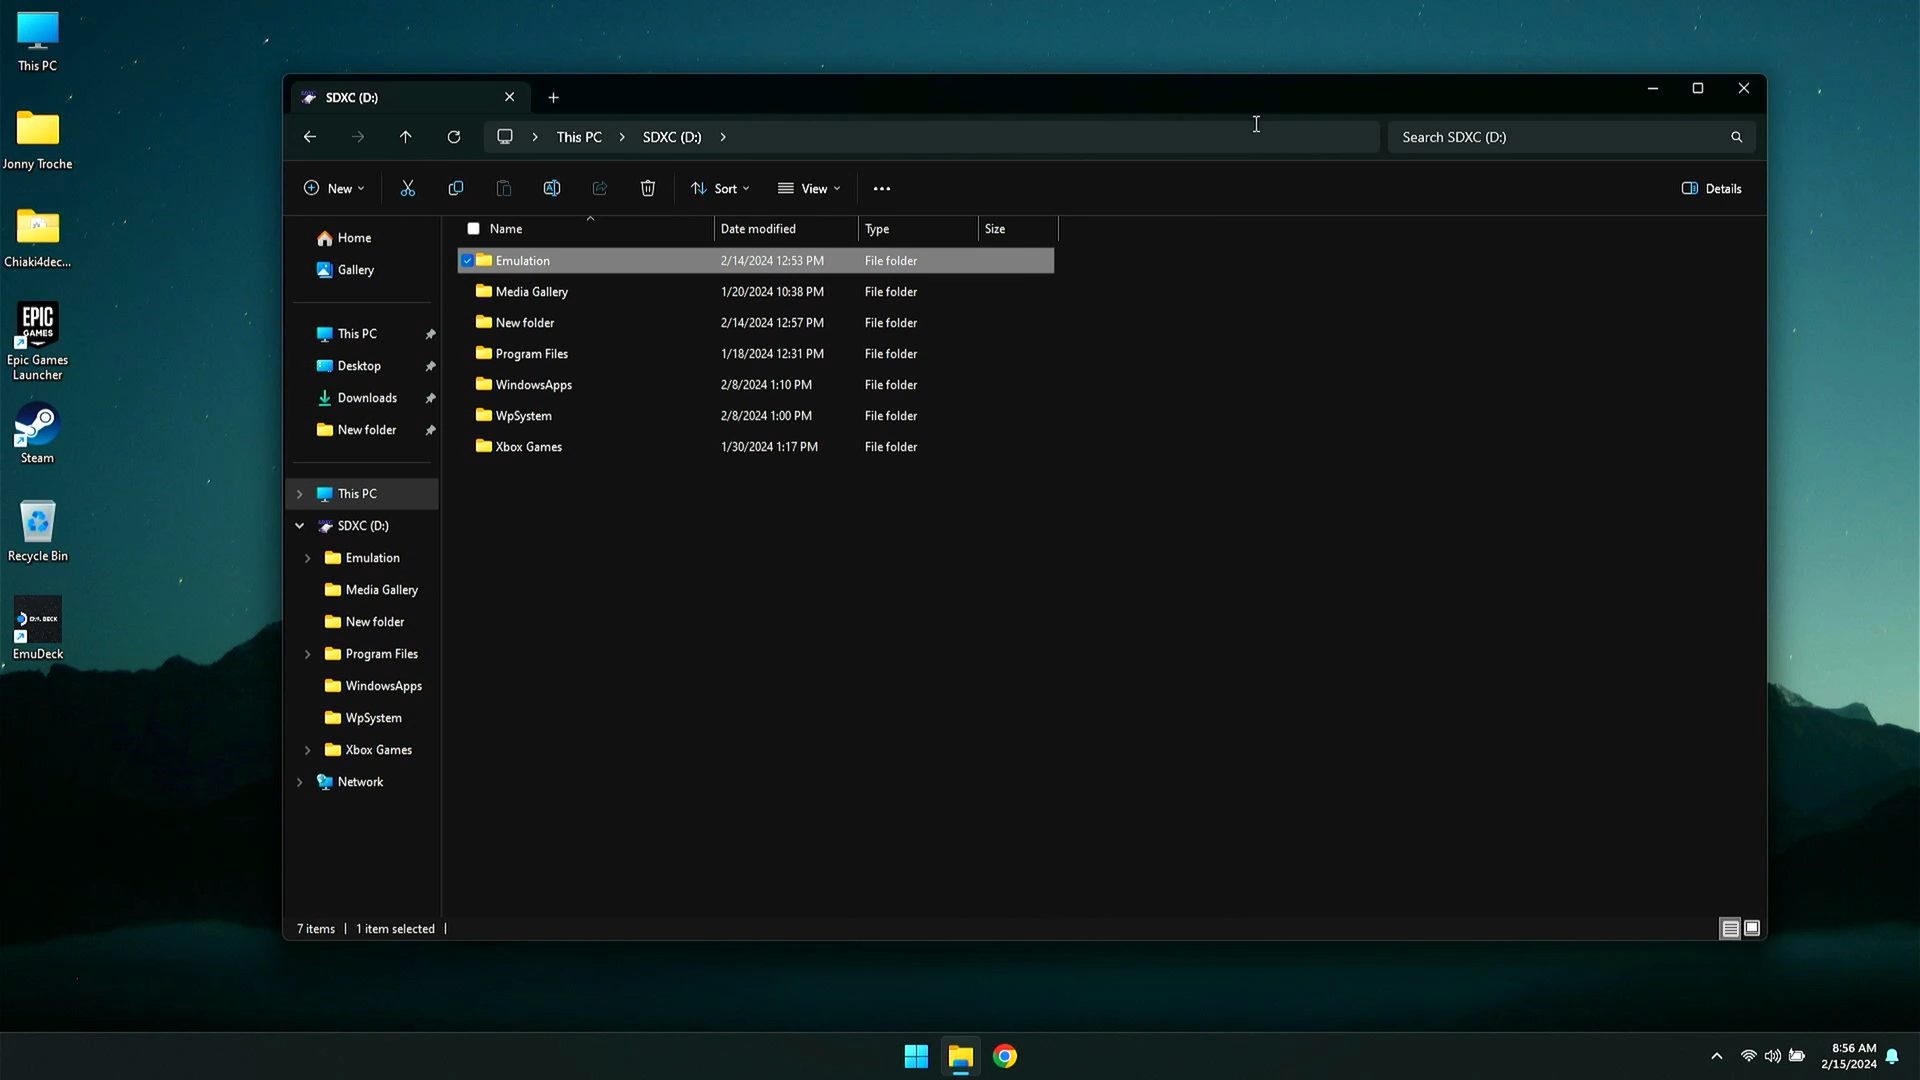 This PC
Jonny Troche
Chiaki4dec...
EPIC
GAMES
Epic Games
Launcher
Steam
Recycle Bin
EmuDeck
SDXC (D:)
This PC
SDXC (D:)
Search SDXC (D:)
New
Sort
View
Details
Name
Date modified
Type
Size
Emulation 2/14/2024 12:53 PM File folder
Media Gallery 1/20/2024 10:38 PM File folder
New folder 2/14/2024 12:57 PM File folder
Program Files 1/18/2024 12:31 PM File folder
WindowsApps 2/8/2024 1:10 PM File folder
WpSystem 2/8/2024 1:00 PM File folder
Xbox Games 1/30/2024 1:17 PM File folder
Home
Gallery
This PC
Desktop
Downloads
New folder
This PC
SDXC (D:)
Emulation
Media Gallery
New folder
Program Files
WindowsApps
WpSystem
Xbox Games
Network
7 items | 1 item selected |
8:56 AM
2/15/2024